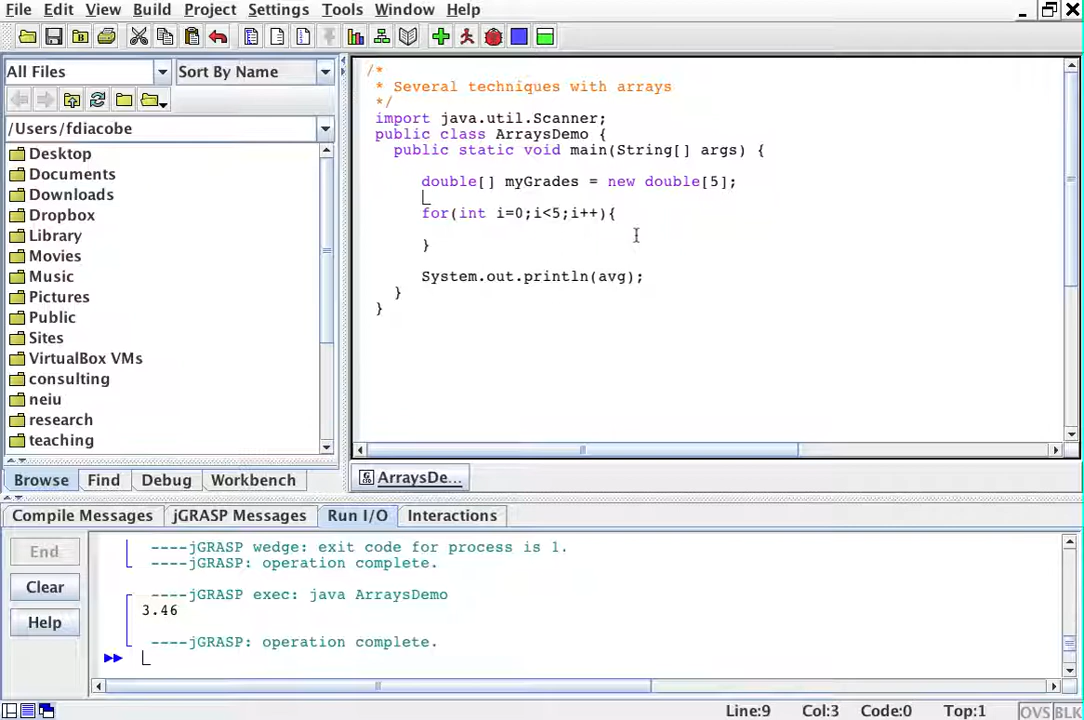 File Edit View Build Project Settings Tools Window Help
All Files
Sort By Name
/Users/fdiacobe
Desktop
Documents
Downloads
Dropbox
Library
Movies
Music
Pictures
Public
Sites
VirtualBox VMs
consulting
neiu
research
teaching
Browse Find Debug Workbench
/*
* Several techniques with arrays
*/
import java.util.Scanner;
public class ArraysDemo {
public static void main(String[] args) {
double[] myGrades = new double[5];
for(int i=0;i<5;i++){
}
System.out.println(avg);
}
}
ArraysDe...
Compile Messages jGRASP Messages Run I/O Interactions
End
Clear
Help
----jGRASP wedge: exit code for process is 1.
----jGRASP: operation complete.
----jGRASP exec: java ArraysDemo
3.46
----jGRASP: operation complete.
Line:9 Col:3 Code:0 Top:1 OVS BLK